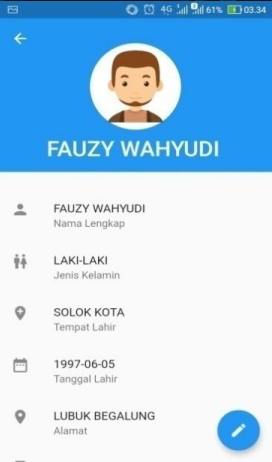 4G 61% 03.34
FAUZY WAHYUDI
FAUZY WAHYUDI
Nama Lengkap
LAKI-LAKI
Jenis Kelamin
SOLOK KOTA
Tempat Lahir
1997-06-05
Tanggal Lahir
LUBUK BEGALUNG
Alamat